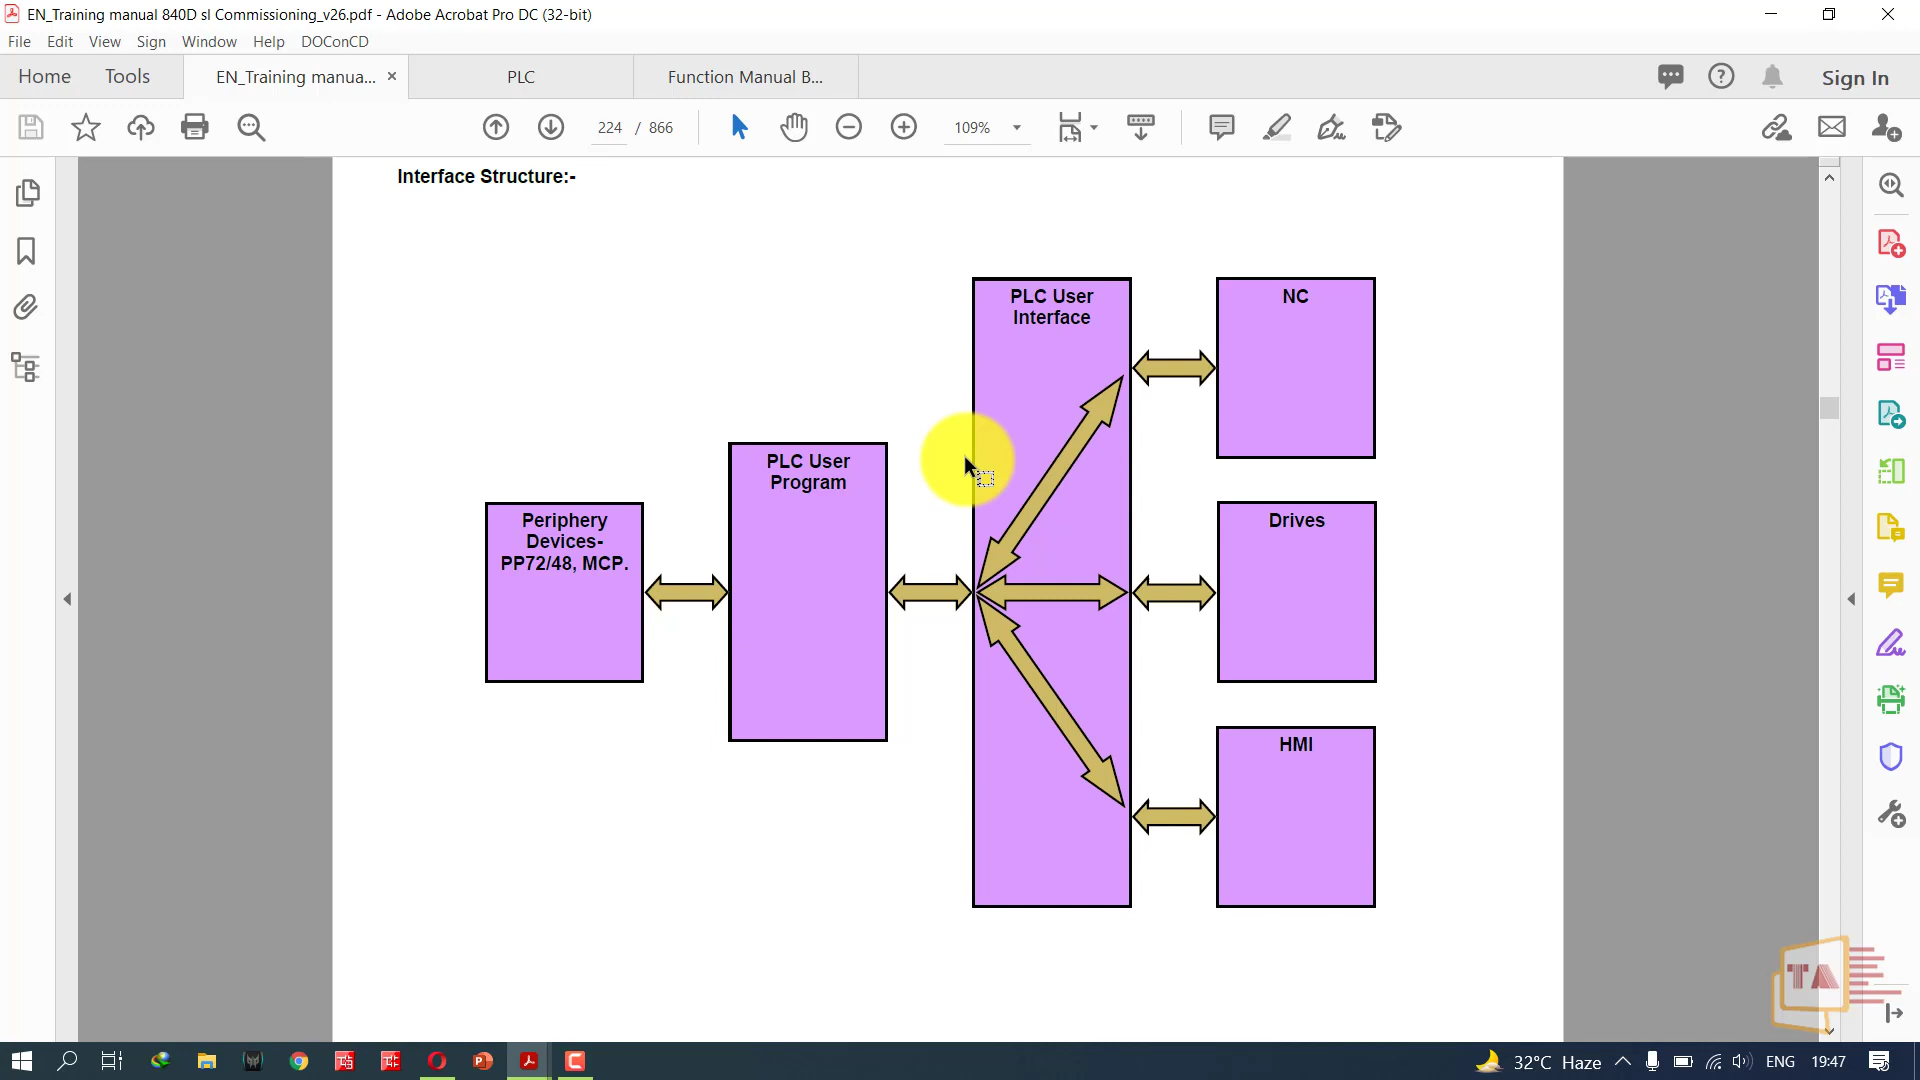 EN_Training manual 840D sl Commissioning_v26.pdf - Adobe Acrobat Pro DC (32-bit)
File Edit View Sign Window Help DOConCD
Home Tools EN_Training manua... × PLC Function Manual B... Sign In
224 / 866 109%
Interface Structure:-
PLC User
Interface
NC
PLC User
Program
Periphery
Devices-
PP72/48, MCP.
Drives
HMI
TA
32°C Haze ENG 19:47